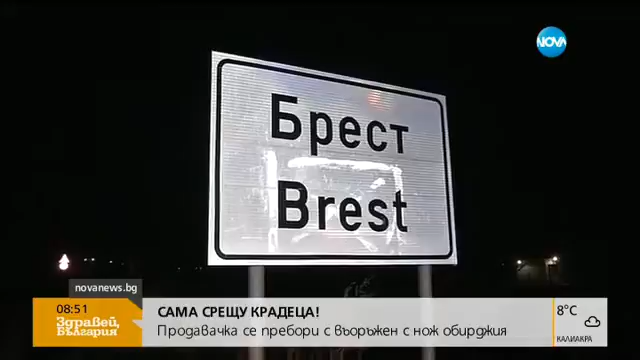 NOVA
Брест
Brest
novanews.bg
08:51
Здравей,
България
САМА СРЕЩУ КРАДЕЦА!
Продавачка се пребори с въоръжен с нож обирджия
8°C
КАЛИАКРА